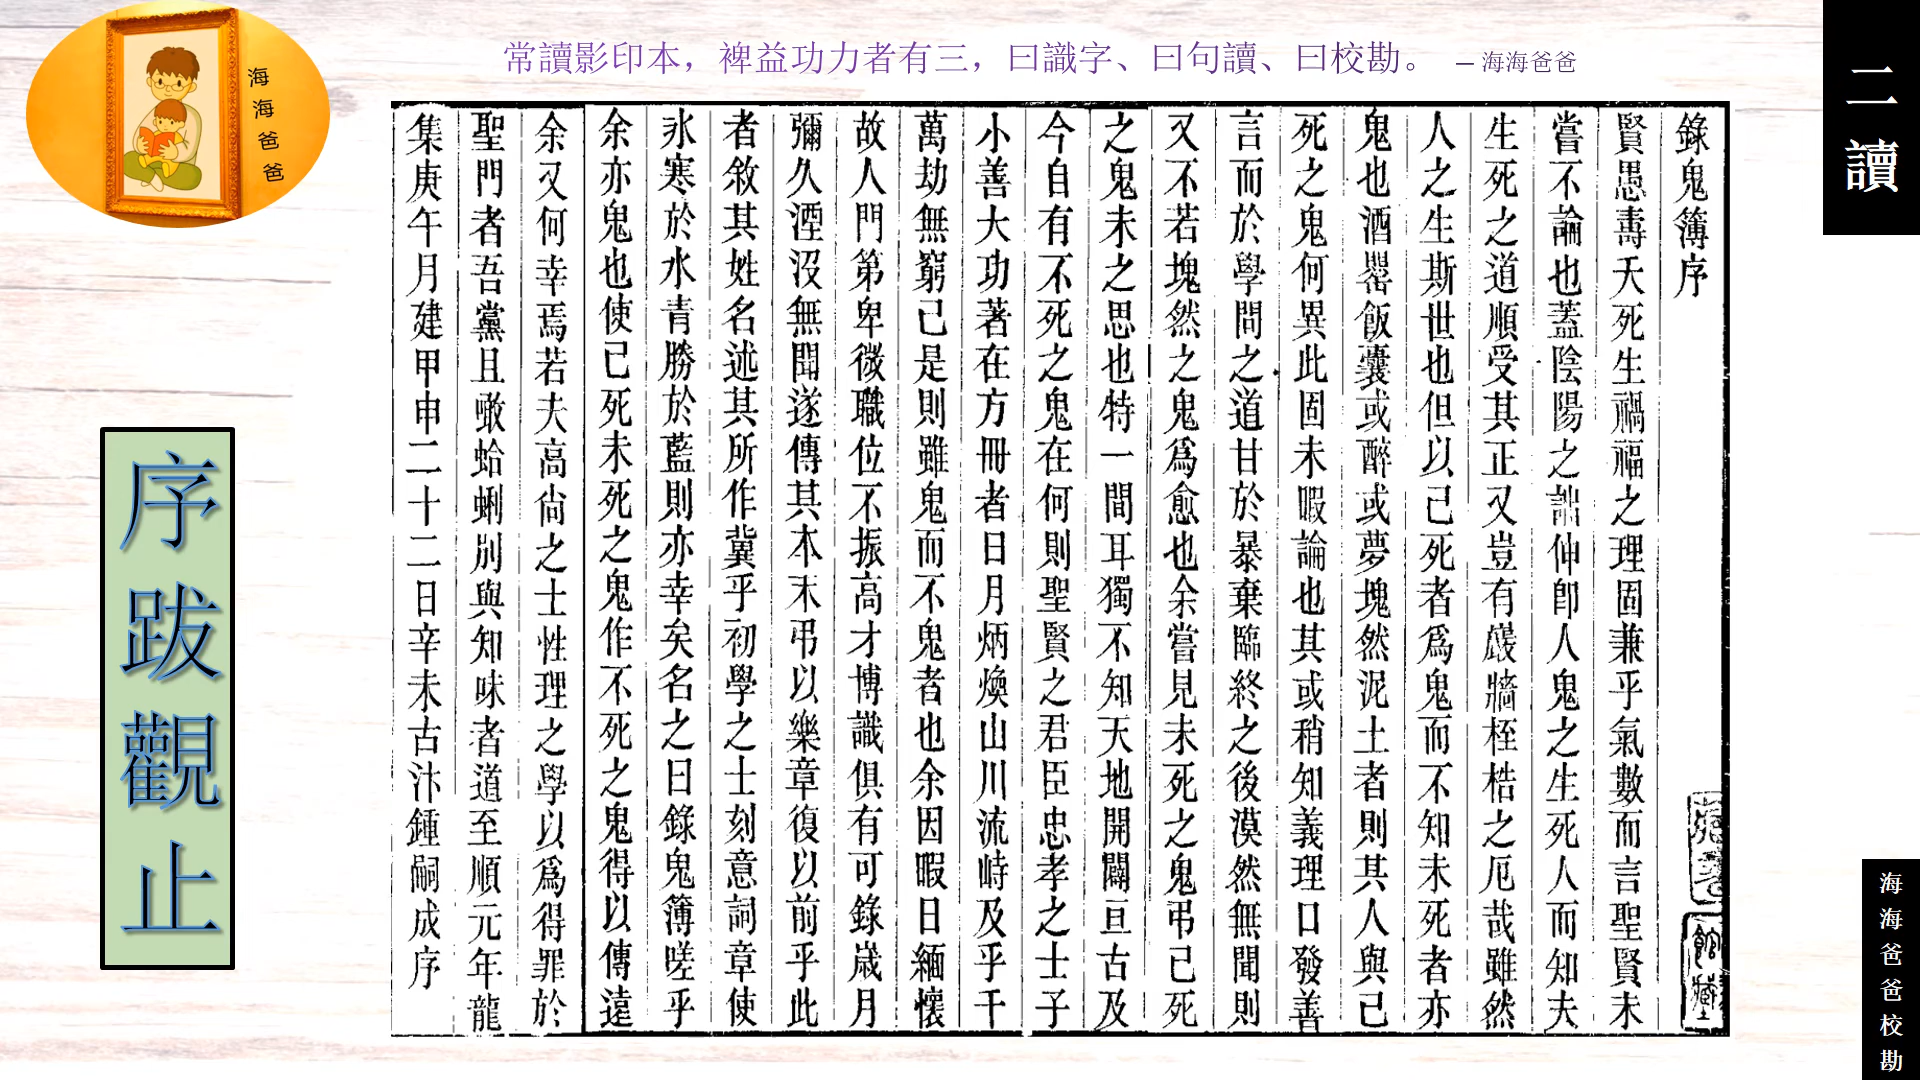 常讀影印本，裨益功力者有三，曰識字、曰句讀、曰校勘。 — 海海爸爸
二讀
海海爸爸
序跋觀止
錄鬼簿序
賢愚壽夭死生禍福之理固兼乎氣數而言聖賢未
嘗不論也蓋陰陽之詘伸卽人鬼之生死人而知夫
生死之道順受其正又豈有巖牆桎梏之厄哉雖然
人之生斯世也但以己死者爲鬼而不知未死者亦
鬼也酒罌飯囊或醉或夢塊然泥土者則其人與己
死之鬼何異此固未暇論也其或稍知義理口發善
言而於學問之道甘於暴棄臨終之後漠然無聞則
又不若塊然之鬼爲愈也余嘗見未死之鬼弔己死
之鬼未之思也特一間耳獨不知天地開闢亘古及
今自有不死之鬼在何則聖賢之君臣忠孝之士子
小善大功著在方冊者日月炳煥山川流峙及乎千
萬劫無窮己是則雖鬼而不鬼者也余因暇日緬懷
故人門第卑微職位不振高才博識俱有可錄歲月
彌久湮沒無聞遂傳其本末弔以樂章復以前乎此
者敘其姓名述其所作冀乎初學之士刻意詞章使
氷寒於水青勝於藍則亦幸矣名之曰錄鬼簿嗟乎
余亦鬼也使已死未死之鬼作不死之鬼得以傳遠
余又何幸焉若夫高尙之士性理之學以爲得罪於
聖門者吾黨且噉蛤蜊別與知味者道至順元年龍
集庚午月建甲申二十二日辛未古汴鍾嗣成序
海海爸爸校勘